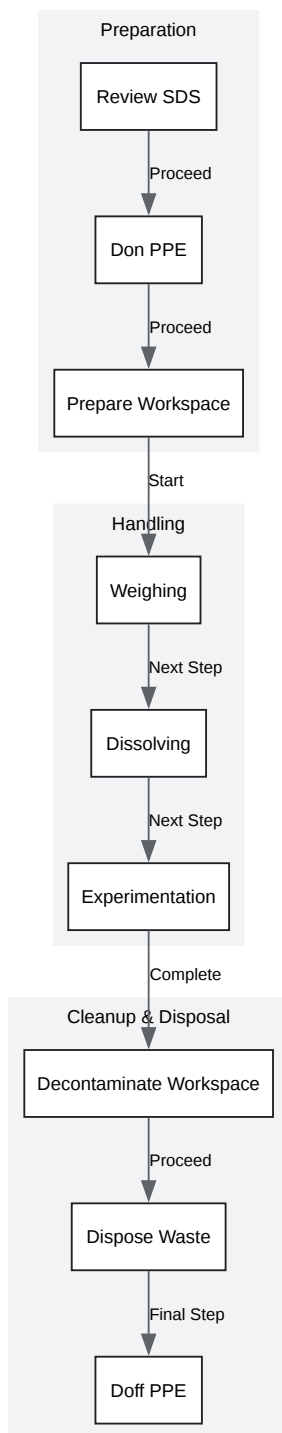 Preparation
Review SDS
Proceed
Don PPE
Proceed
Prepare Workspace
Start
Handling
Weighing
Next Step
Dissolving
Next Step
Experimentation
Complete
Cleanup & Disposal
Decontaminate Workspace
Proceed
Dispose Waste
Final Step
Doff PPE